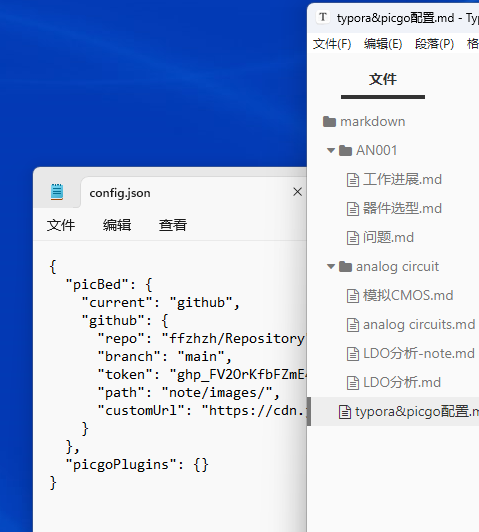 config.json
文件 编辑 查看
{
"picBed": {
"current": "github",
"github": {
"repo": "ffzhzh/Repository
"branch": "main",
"token": "ghp_FV2OrKfbFZmE
"path": "note/images/",
"customUrl": "https://cdn.
}
},
"picgoPlugins": {}
}
T typora&picgo配置.md - Ty
文件(F) 编辑(E) 段落(P) 格
文件
markdown
AN001
工作进展.md
器件选型.md
问题.md
analog circuit
模拟CMOS.md
analog circuits.md
LDO分析-note.md
LDO分析.md
typora&picgo配置.m